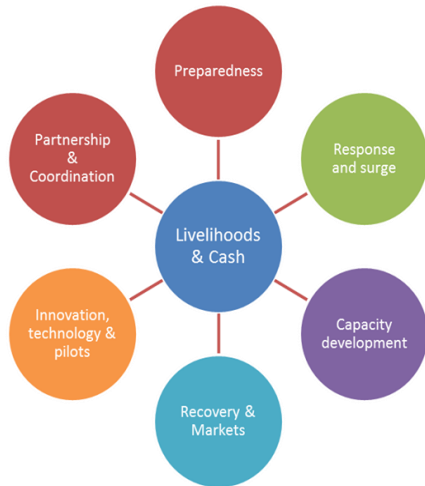 Preparedness
Partnership
&
Coordination
Response
and surge
Livelihoods
& Cash
Innovation,
technology &
pilots
Capacity
development
Recovery &
Markets